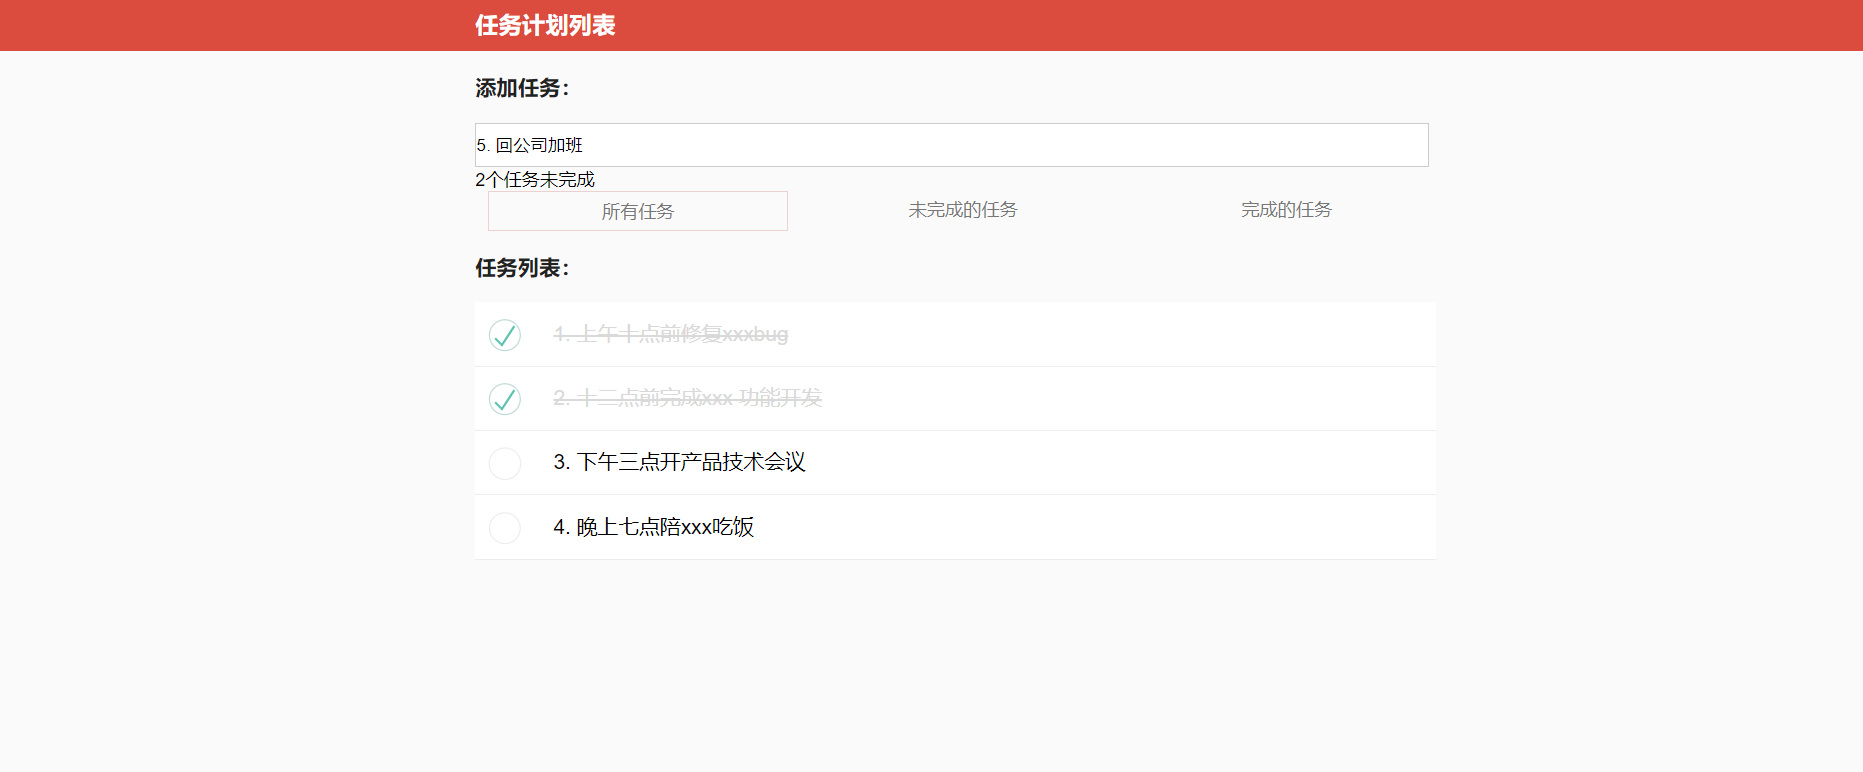 任务计划列表
添加任务：
5. 回公司加班
2个任务未完成
所有任务 未完成的任务 完成的任务
任务列表：
1. 上午十点前修复xxxbug
2. 十二点前完成xxx 功能开发
3. 下午三点开产品技术会议
4. 晚上七点陪xxx吃饭